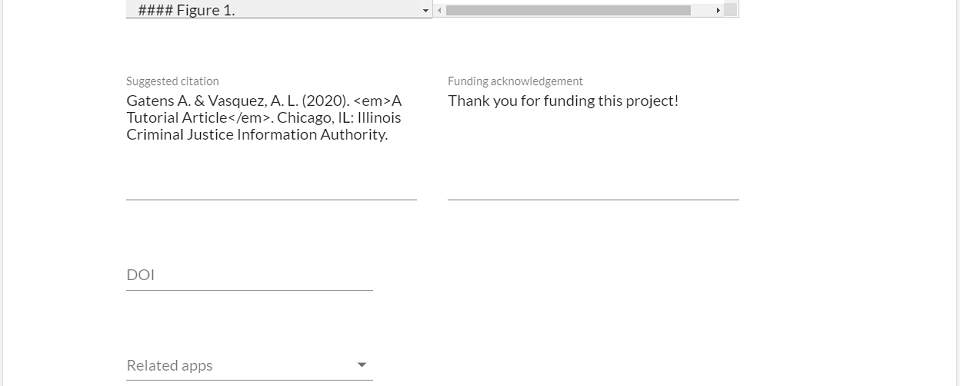 #### Figure 1.
Suggested citation
Gatens A. & Vasquez, A. L. (2020). <em>A
Tutorial Article</em>. Chicago, IL: Illinois
Criminal Justice Information Authority.
Funding acknowledgement
Thank you for funding this project!
DOI
Related apps